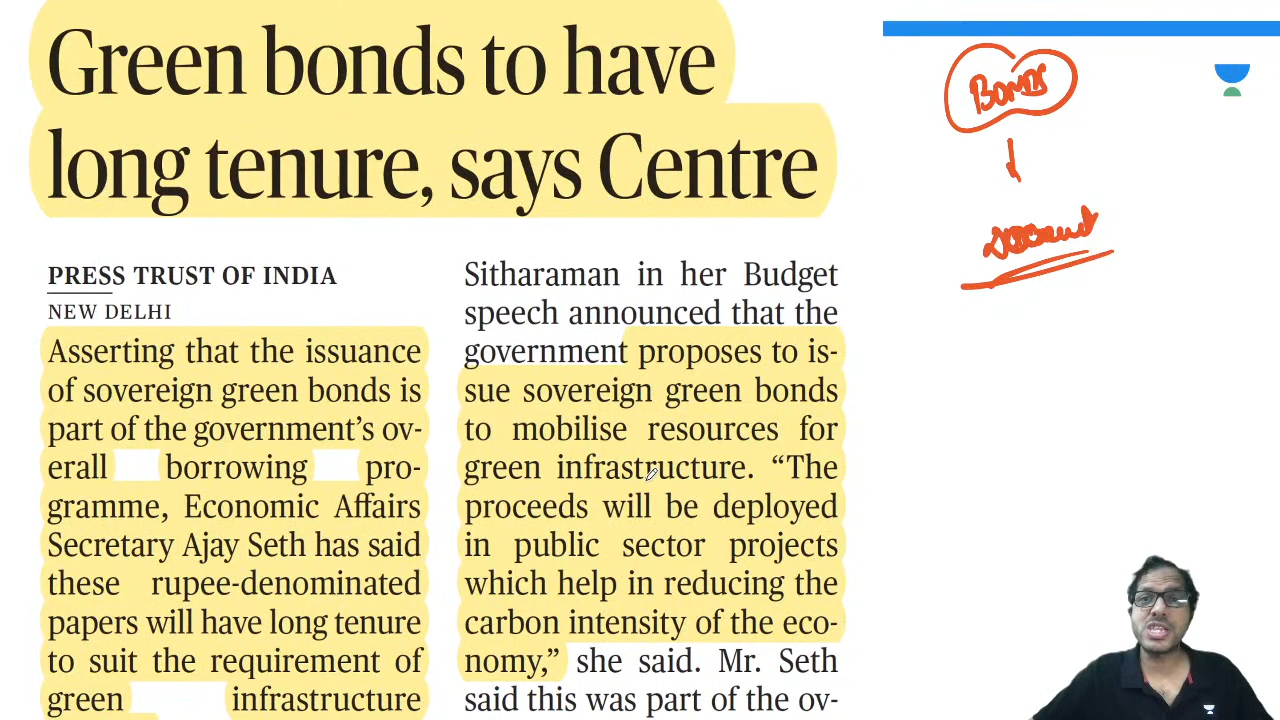 Green bonds to have
long tenure, says Centre
PRESS TRUST OF INDIA
NEW DELHI
Asserting that the issuance
of sovereign green bonds is
part of the government’s ov-
erall borrowing pro-
gramme, Economic Affairs
Secretary Ajay Seth has said
these rupee-denominated
papers will have long tenure
to suit the requirement of
green infrastructure
Sitharaman in her Budget
speech announced that the
government proposes to is-
sue sovereign green bonds
to mobilise resources for
green infrastructure. “The
proceeds will be deployed
in public sector projects
which help in reducing the
carbon intensity of the eco-
nomy,” she said. Mr. Seth
said this was part of the ov-
Bonds